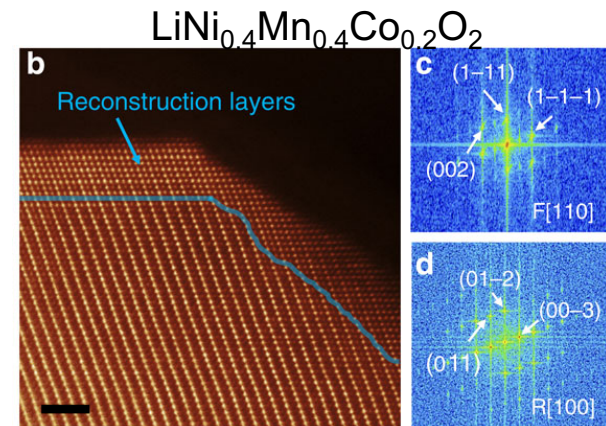 LiNi0.4Mn0.4Co0.2O2
b
Reconstruction layers
c
(1–11)
(1–1–1)
(002)
F[110]
d
(01–2)
(00–3)
(011)
R[100]